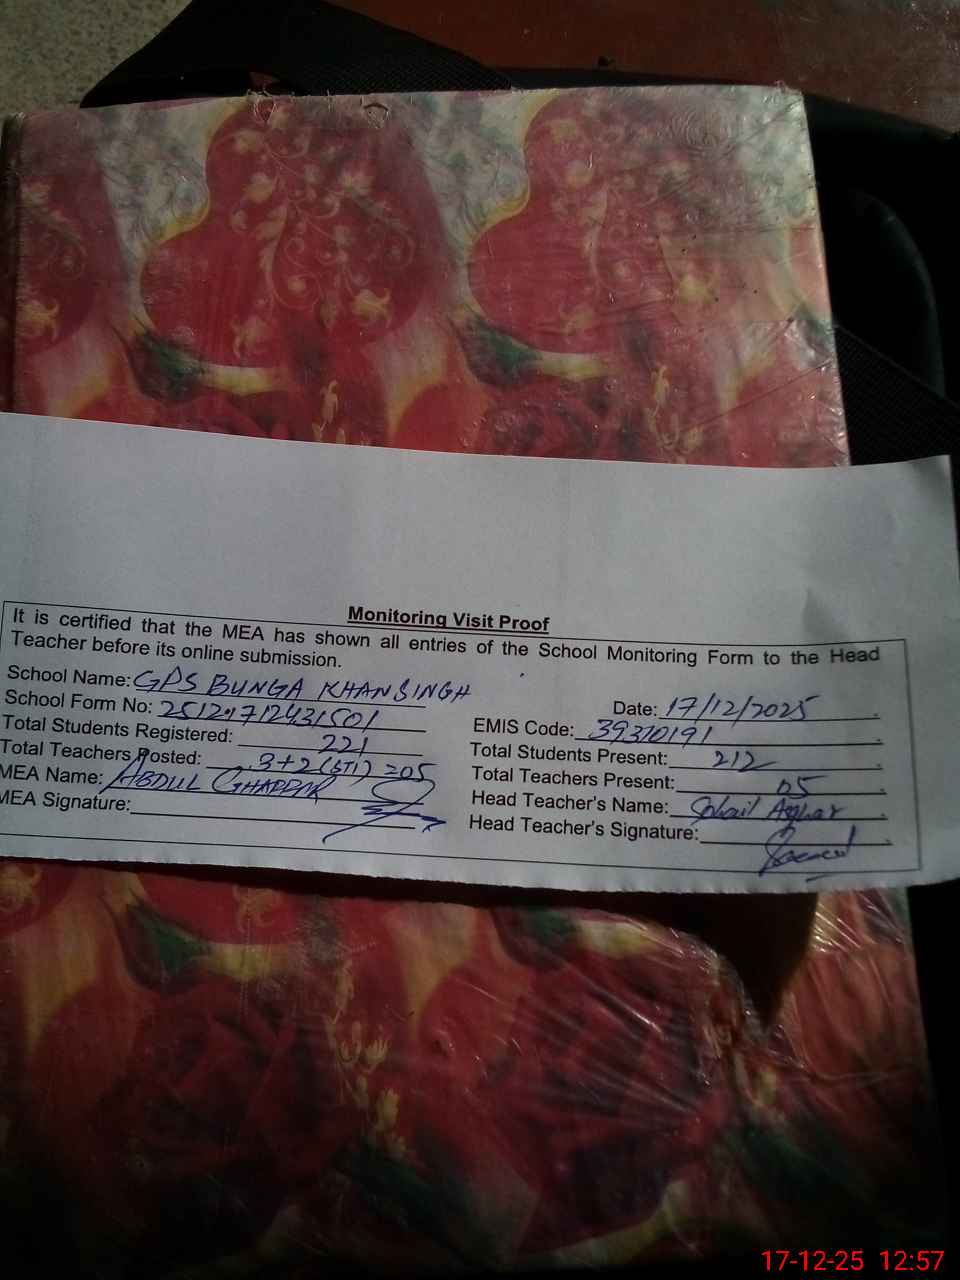 Monitoring Visit Proof
It is certified that the MEA has shown all entries of the School Monitoring Form to the Head
Teacher before its online submission.
School Name: GPS BUNGA KHANSINGH
Date: 17/12/2025
School Form No:
EMIS Code: 39310191
Total Students Registered: 221
Total Students Present: 212
Total Teachers Posted: 3+2(STI)=05
Total Teachers Present: 05
MEA Name: ABDUL GHAFFAR
Head Teacher's Name: Sohail Asghar
MEA Signature:
Head Teacher's Signature:
17-12-25 12:57